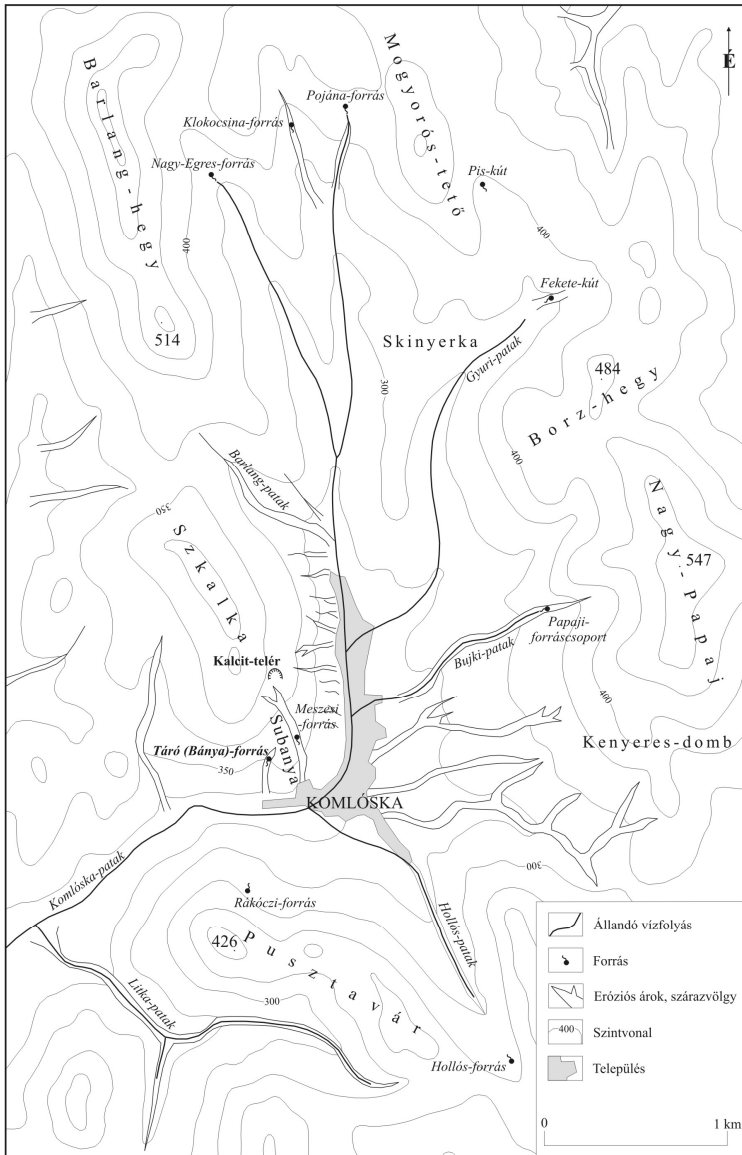 É
Barlang-hegy
Mogyorós-tető
Pojána-forrás
Klokocsina-forrás
Nagy-Egres-forrás
Pis-kút
400
400
Fekete-kút
514
Skinyerka
Gyuri-patak
484
300
Borz-hegy
400
Barlang-patak
350
Szkalka
Nagy-Papaj
547
Papaji-
forráscsoport
Bujki-patak
Kalcit-telér
Meszesi-
forrás
Subanya
400
Táró (Bánya)-forrás
350
Kenyeres-domb
KOMLÓSKA
Komlóska-patak
300
Rákóczi-forrás
Hollós-patak
426
Pusztavár
Litka-patak
300
Hollós-forrás
Állandó vízfolyás
Forrás
Eróziós árok, szárazvölgy
400
Szintvonal
Település
0
1 km